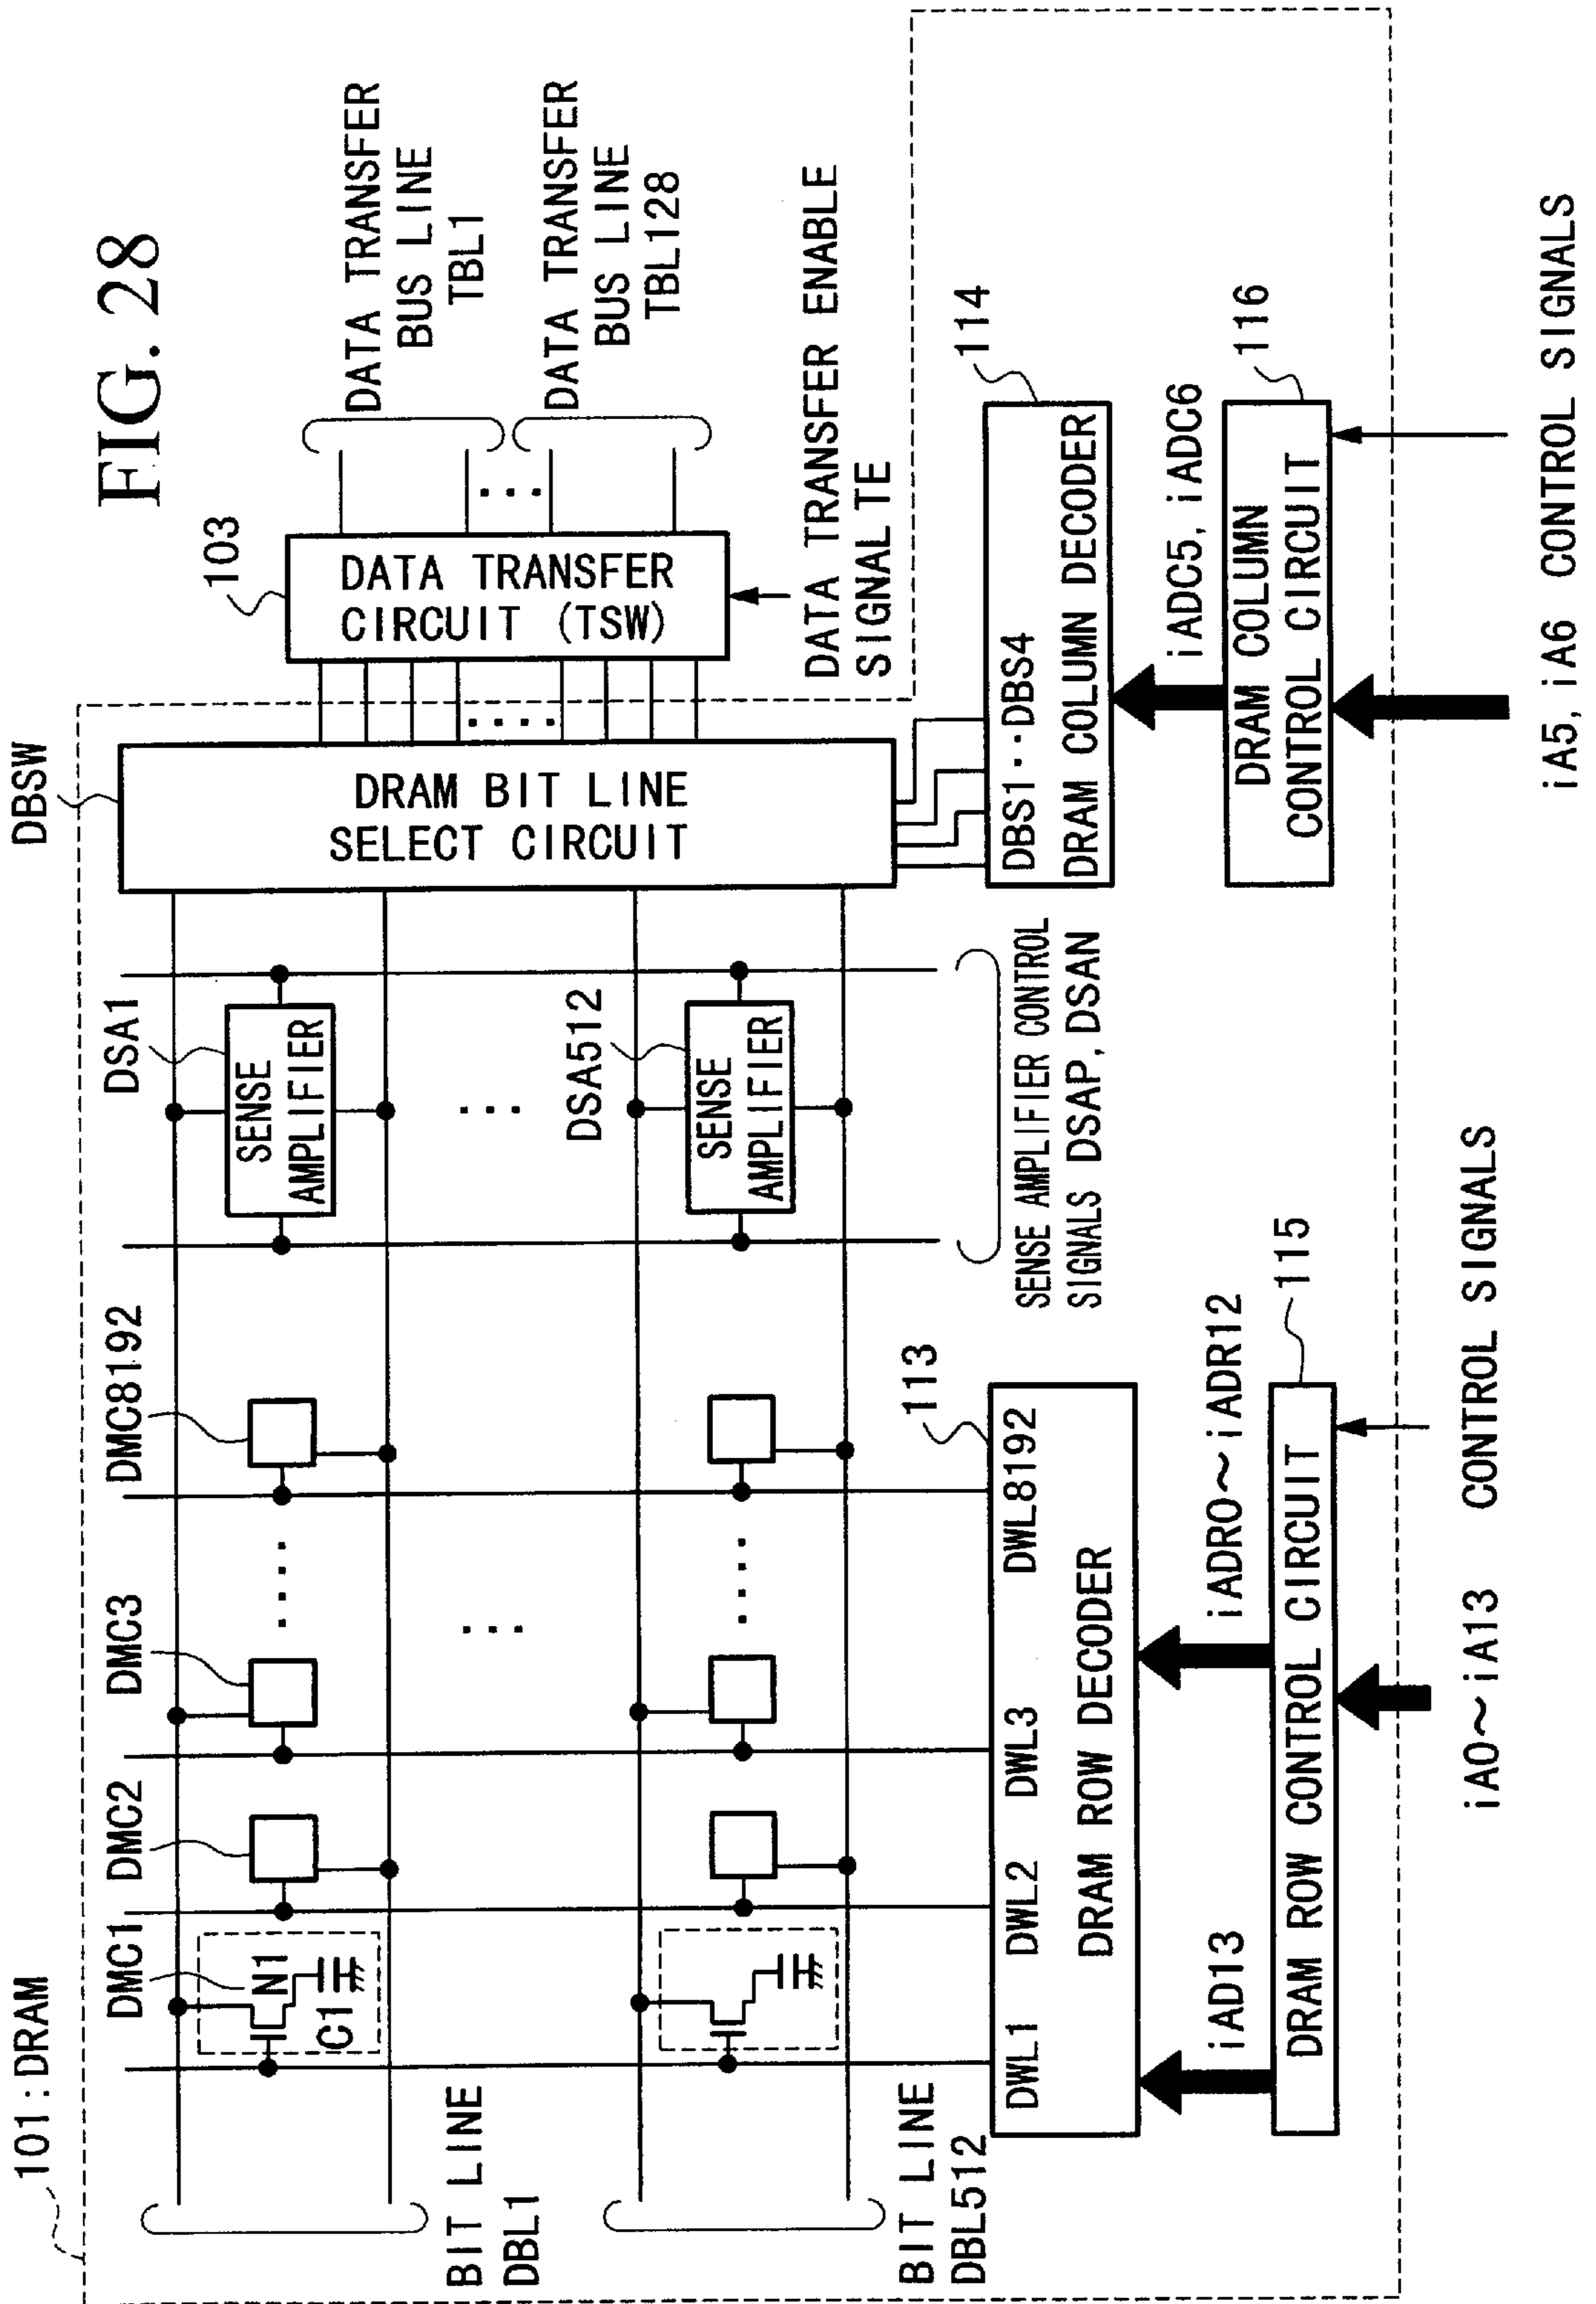 FIG. 28
101:DRAM
DMC1
DMC2
DMC3
DMC8192
DSA1
DBSW
103
N1
C1
SENSE
AMPLIFIER
DRAM BIT LINE
SELECT CIRCUIT
DATA TRANSFER
CIRCUIT (TSW)
DATA TRANSFER
BUS LINE
TBL1
DATA TRANSFER
BUS LINE
TBL128
DATA TRANSFER ENABLE
SIGNALTE
BIT LINE
DBL1
DSA512
SENSE
AMPLIFIER
BIT LINE
DBL512
DWL1
DWL2
DWL3
DWL8192
113
DRAM ROW DECODER
SENSE AMPLIFIER CONTROL
SIGNALS DSAP, DSAN
DBS1··DBS4
114
DRAM COLUMN DECODER
iAD13
iADR0~iADR12
iADC5, iADC6
DRAM ROW CONTROL CIRCUIT
115
DRAM COLUMN
CONTROL CIRCUIT
116
iA0~iA13 CONTROL SIGNALS
iA5, iA6 CONTROL SIGNALS